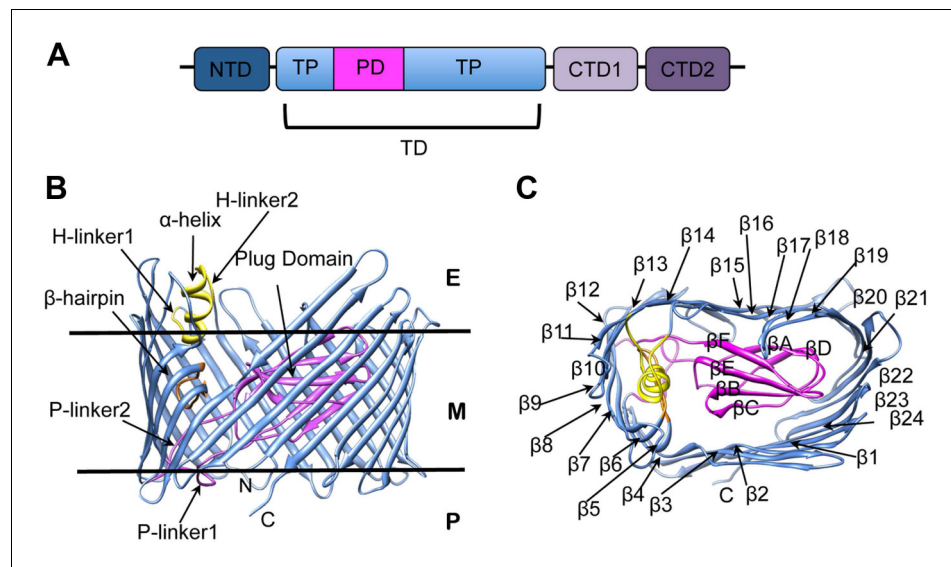 A
NTD TP PD TP CTD1 CTD2
TD
B
H-linker2
α-helix
H-linker1
Plug Domain
β-hairpin
E
P-linker2
M
N
C
P
P-linker1
C
β16
β14 β17 β18
β13 β15 β19
β12 β20 β21
β11
βF βA βD
β10 βE
βB β22
β9 βC β23
β8 β24
β7 β6 β1
β5 β4 β3 C β2